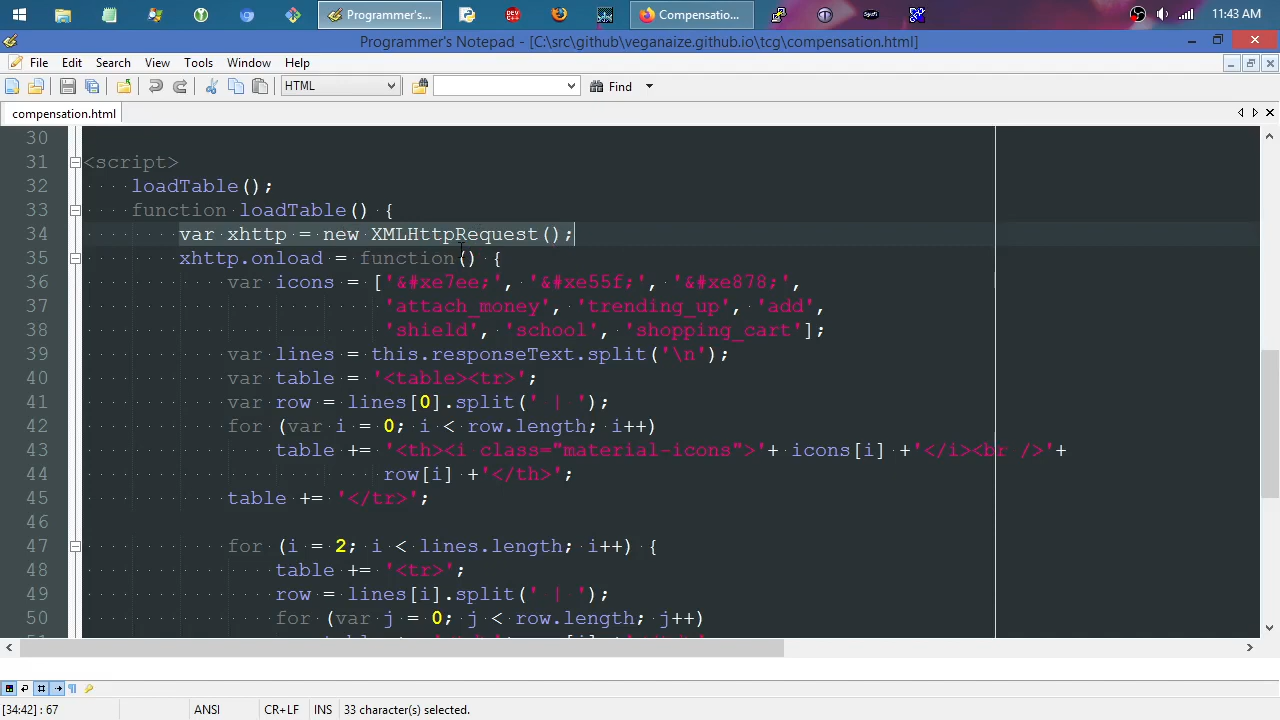 Programmer's...
Compensatio...
11:43 AM
Programmer's Notepad - [C:\src\github\veganaize.github.io\tcg\compensation.html]
File Edit Search View Tools Window Help
HTML
Find
compensation.html
30
31 <script>
32 loadTable();
33 function loadTable() {
34 var xhttp = new XMLHttpRequest();
35 xhttp.onload = function() {
36 var icons = ['&#xe7ee;', '&#xe55f;', '&#xe878;',
37 'attach_money', 'trending_up', 'add',
38 'shield', 'school', 'shopping_cart'];
39 var lines = this.responseText.split('\n');
40 var table = '<table><tr>';
41 var row = lines[0].split(' | ');
42 for (var i = 0; i < row.length; i++)
43 table += '<th><i class="material-icons">'+ icons[i] +'</i><br />'+
44 row[i] +'</th>';
45 table += '</tr>';
46
47 for (i = 2; i < lines.length; i++) {
48 table += '<tr>';
49 row = lines[i].split(' | ');
50 for (var j = 0; j < row.length; j++)
[34:42] : 67 ANSI CR+LF INS 33 character(s) selected.